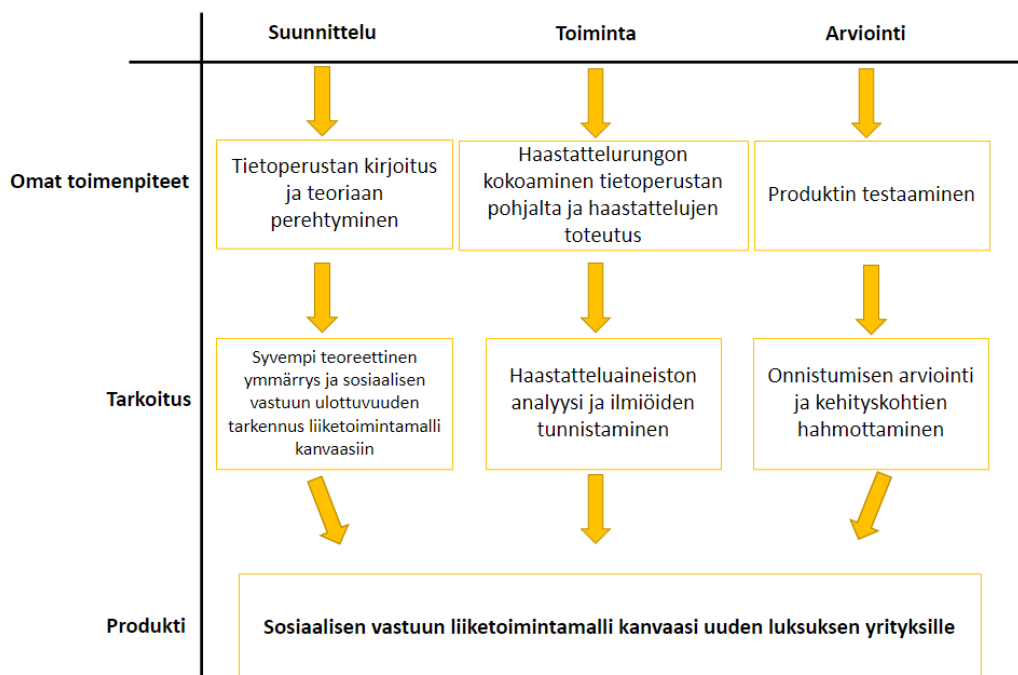 Suunnittelu
Toiminta
Arviointi
Omat toimenpiteet
Tietoperustan kirjoitus
ja teoriaan
perehtyminen
Haastattelurungon
kokoaminen tietoperustan
pohjalta ja haastattelujen
toteutus
Produktin testaaminen
Tarkoitus
Syvempi teoreettinen
ymmärrys ja sosiaalisen
vastuun ulottuvuuden
tarkennus liiketoimintamalli
kanvaasiin
Haastatteluaineiston
analyysi ja ilmiöiden
tunnistaminen
Onnistumisen arviointi
ja kehityskohtien
hahmottaminen
Produkti
Sosiaalisen vastuun liiketoimintamalli kanvaasi uuden luksuksen yrityksille